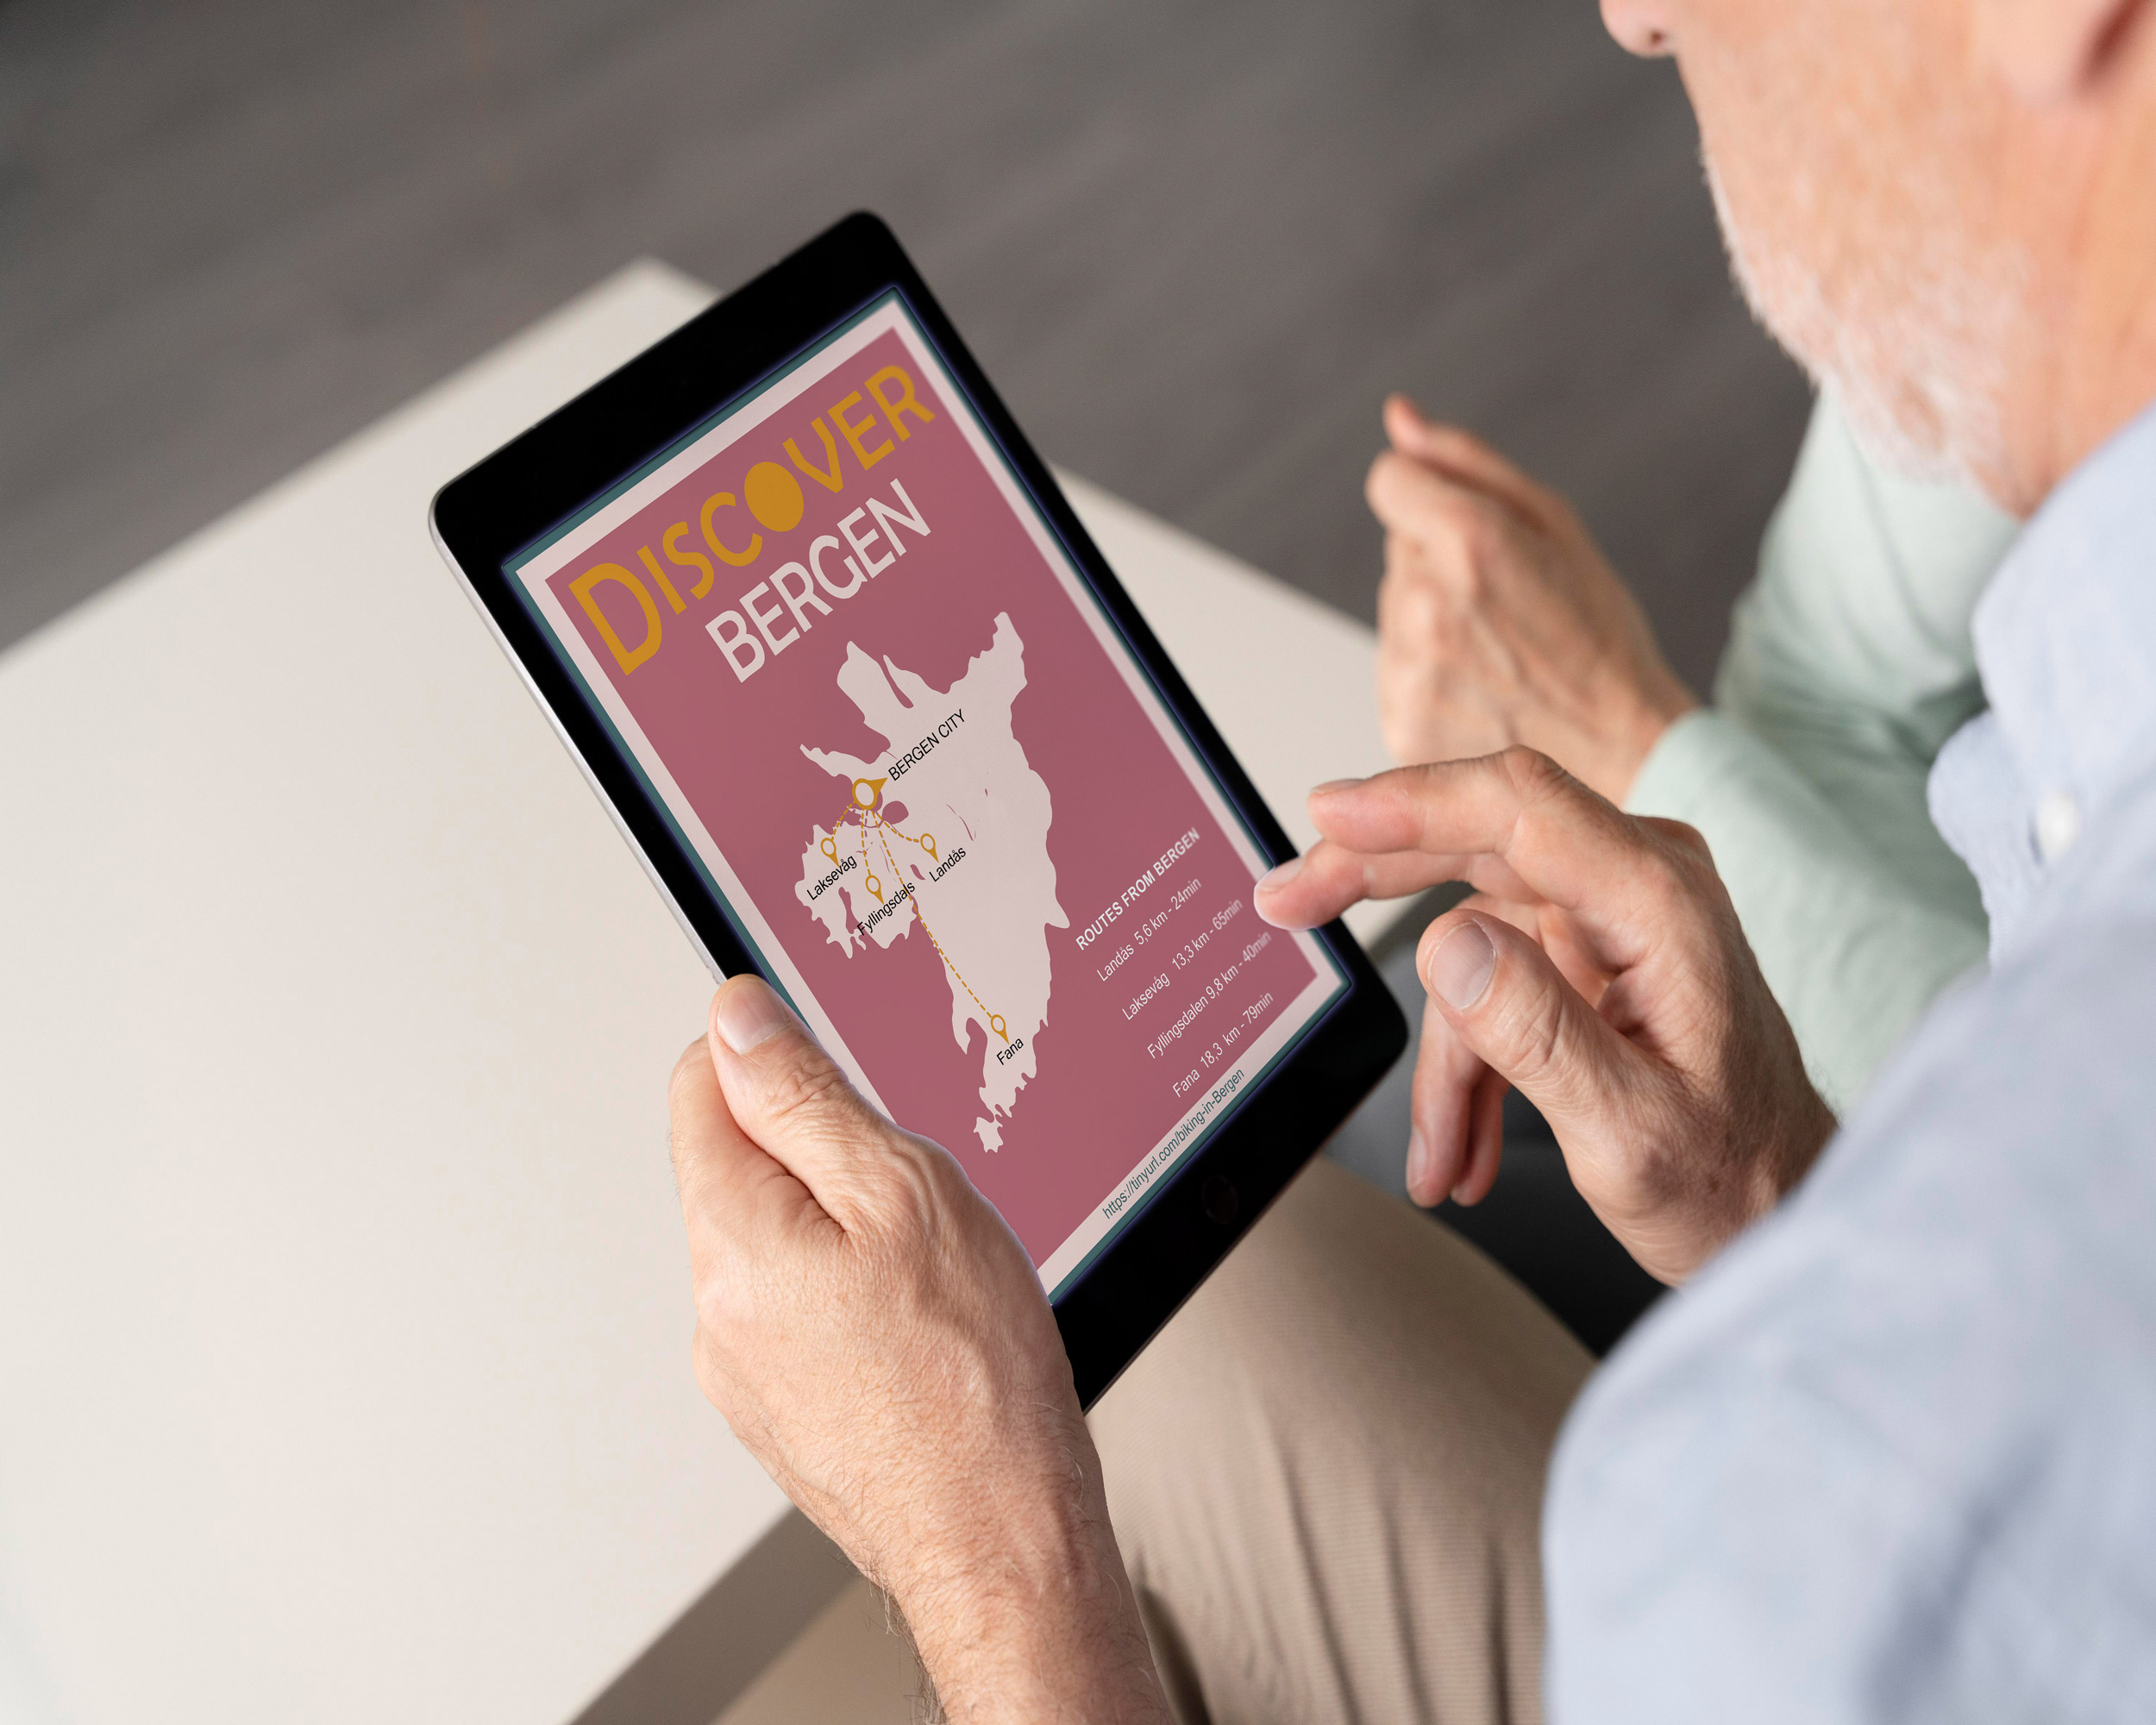 DISCOVER
BERGEN
BERGEN CITY
Laksevåg
Landås
Fyllingsdals
Fana
ROUTES FROM BERGEN
Landås 5,6 km - 24min
Laksevåg 13,3 km - 65min
Fyllingsdalen 9,8 km - 40min
Fana 18,3 km - 79min
https://tinyurl.com/biking-in-Bergen